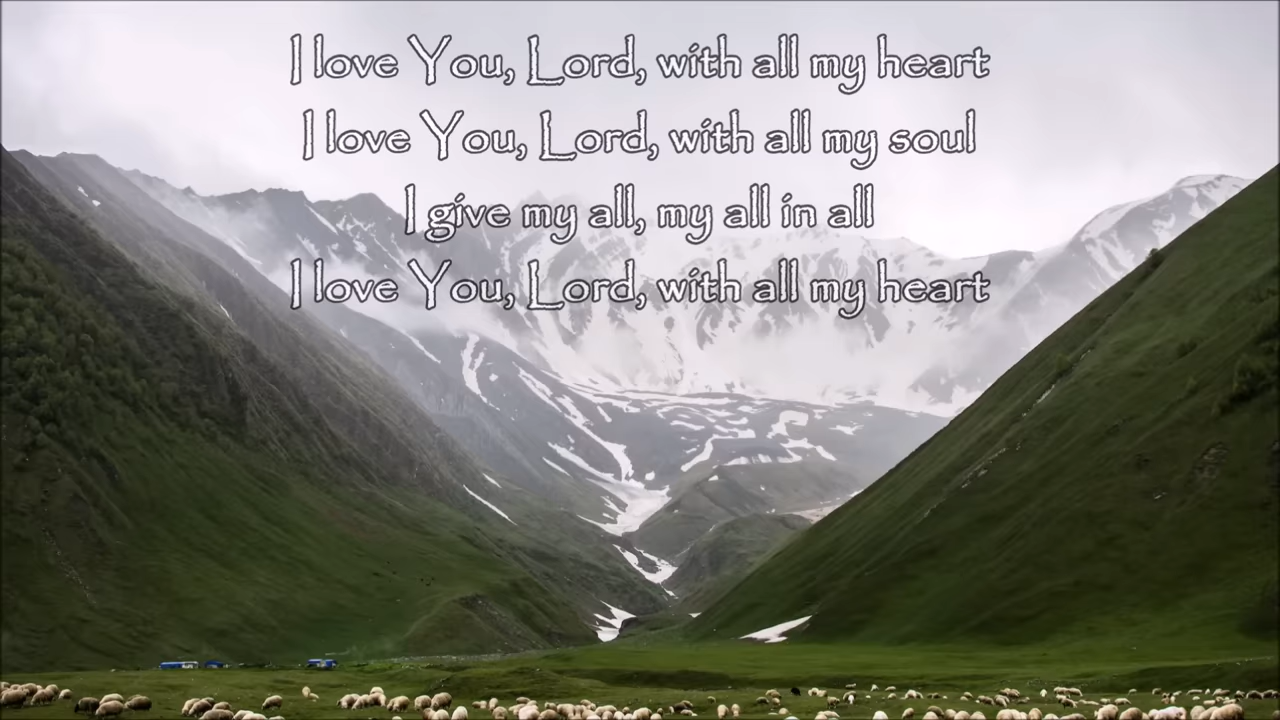 I love You, Lord, with all my heart
I love You, Lord, with all my soul
I give my all, my all in all
I love You, Lord, with all my heart